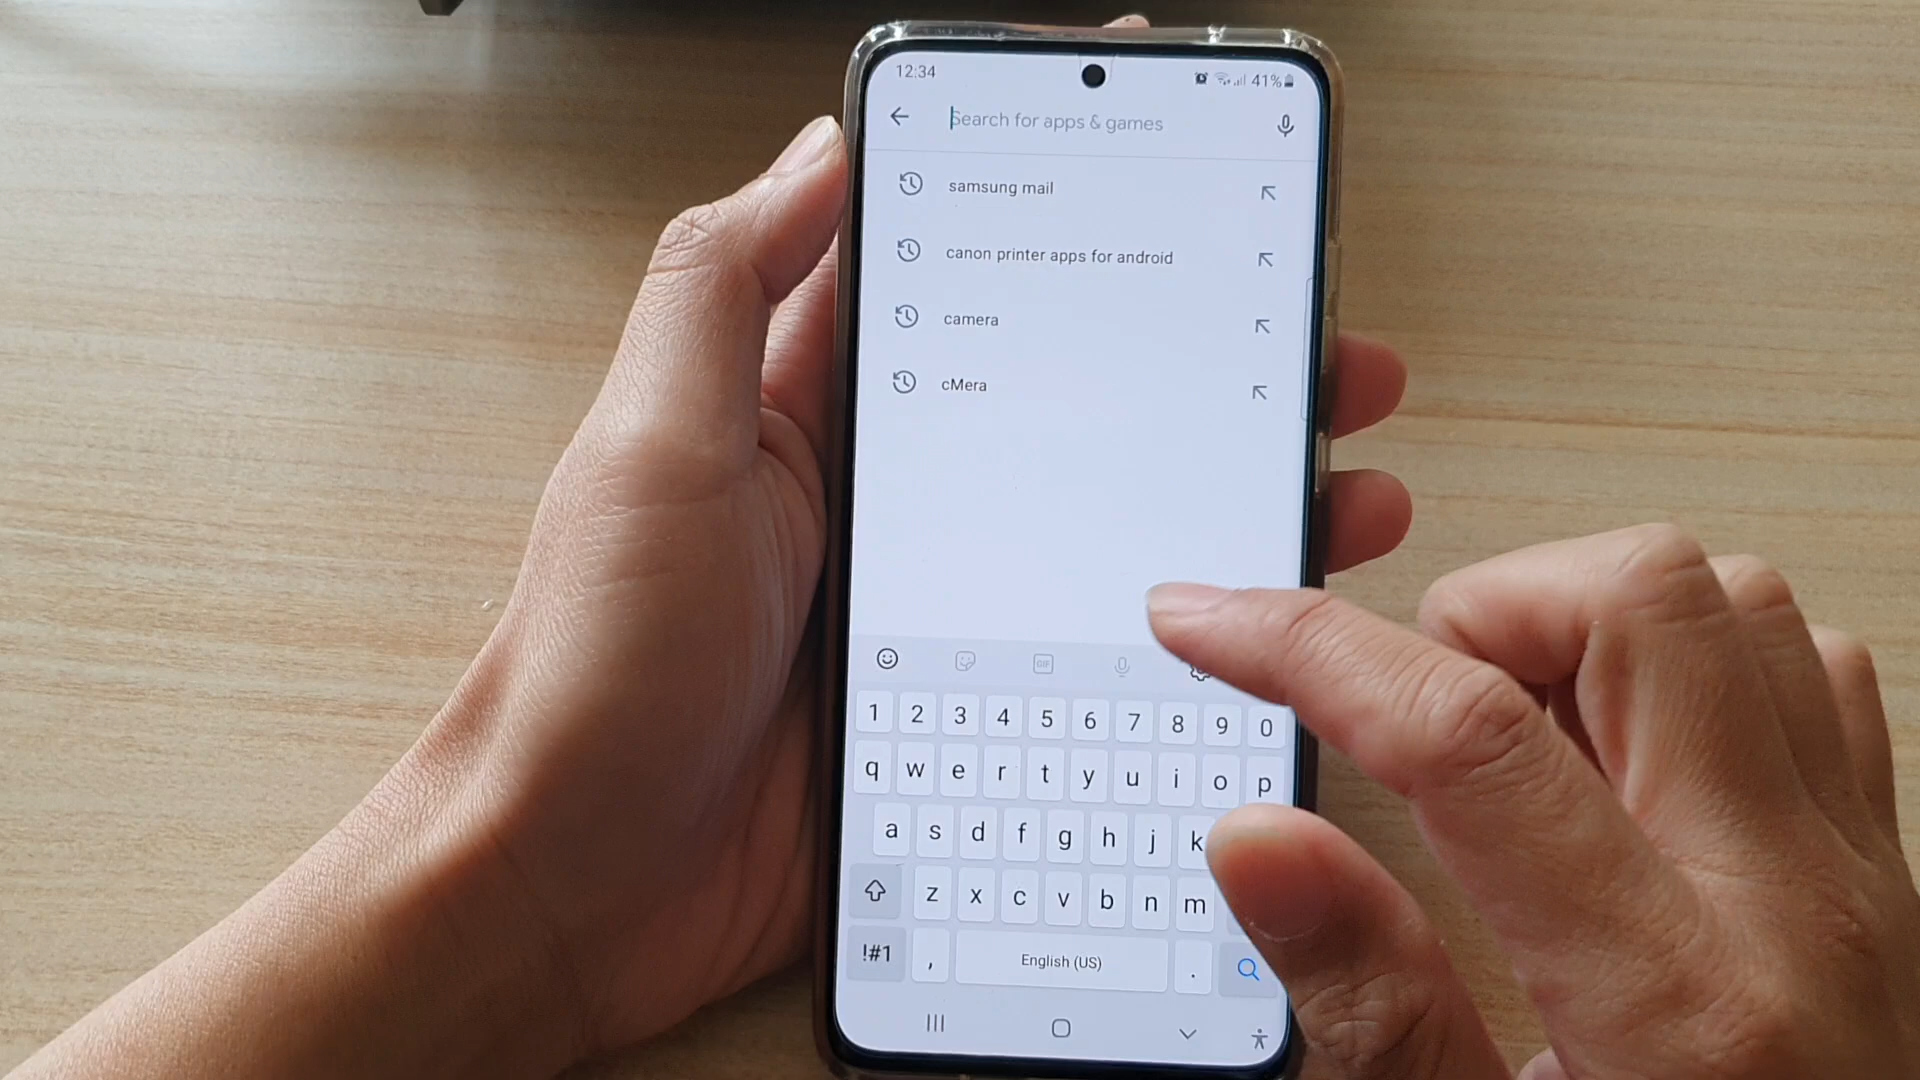 12:34 41%
Search for apps & games
samsung mail
canon printer apps for android
camera
cMera
GIF
1 2 3 4 5 6 7 8 9 0
q w e r t y u i o p
a s d f g h j k
z x c v b n m
!#1 , English (US) .